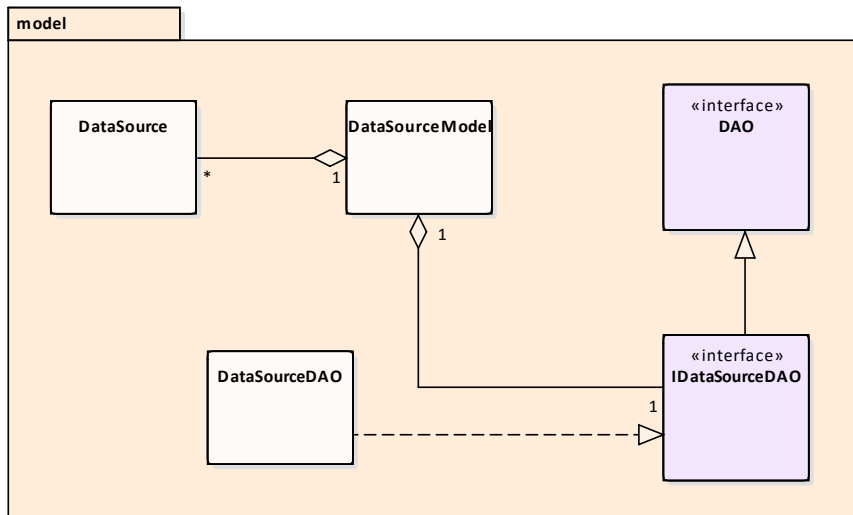 model
DataSource
DataSourceModel
«interface»
DAO
*
1
1
DataSourceDAO
«interface»
IDataSourceDAO
1